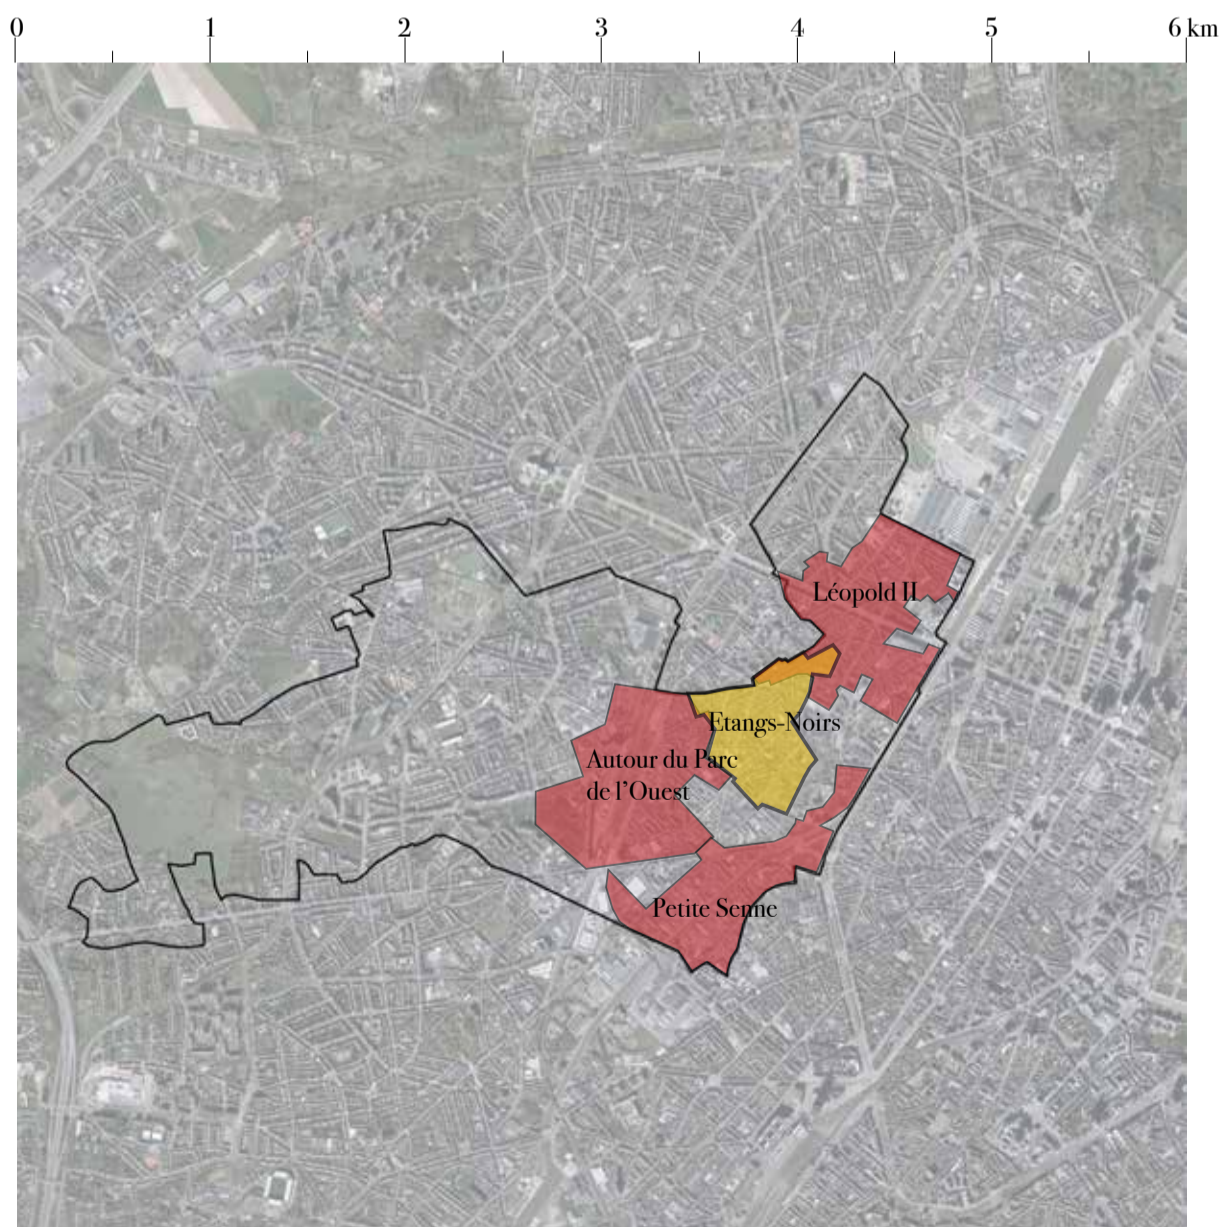 0 1 2 3 4 5 6 km
Léopold II
Etangs-Noirs
Autour du Parc
de l'Ouest
Petite Senne